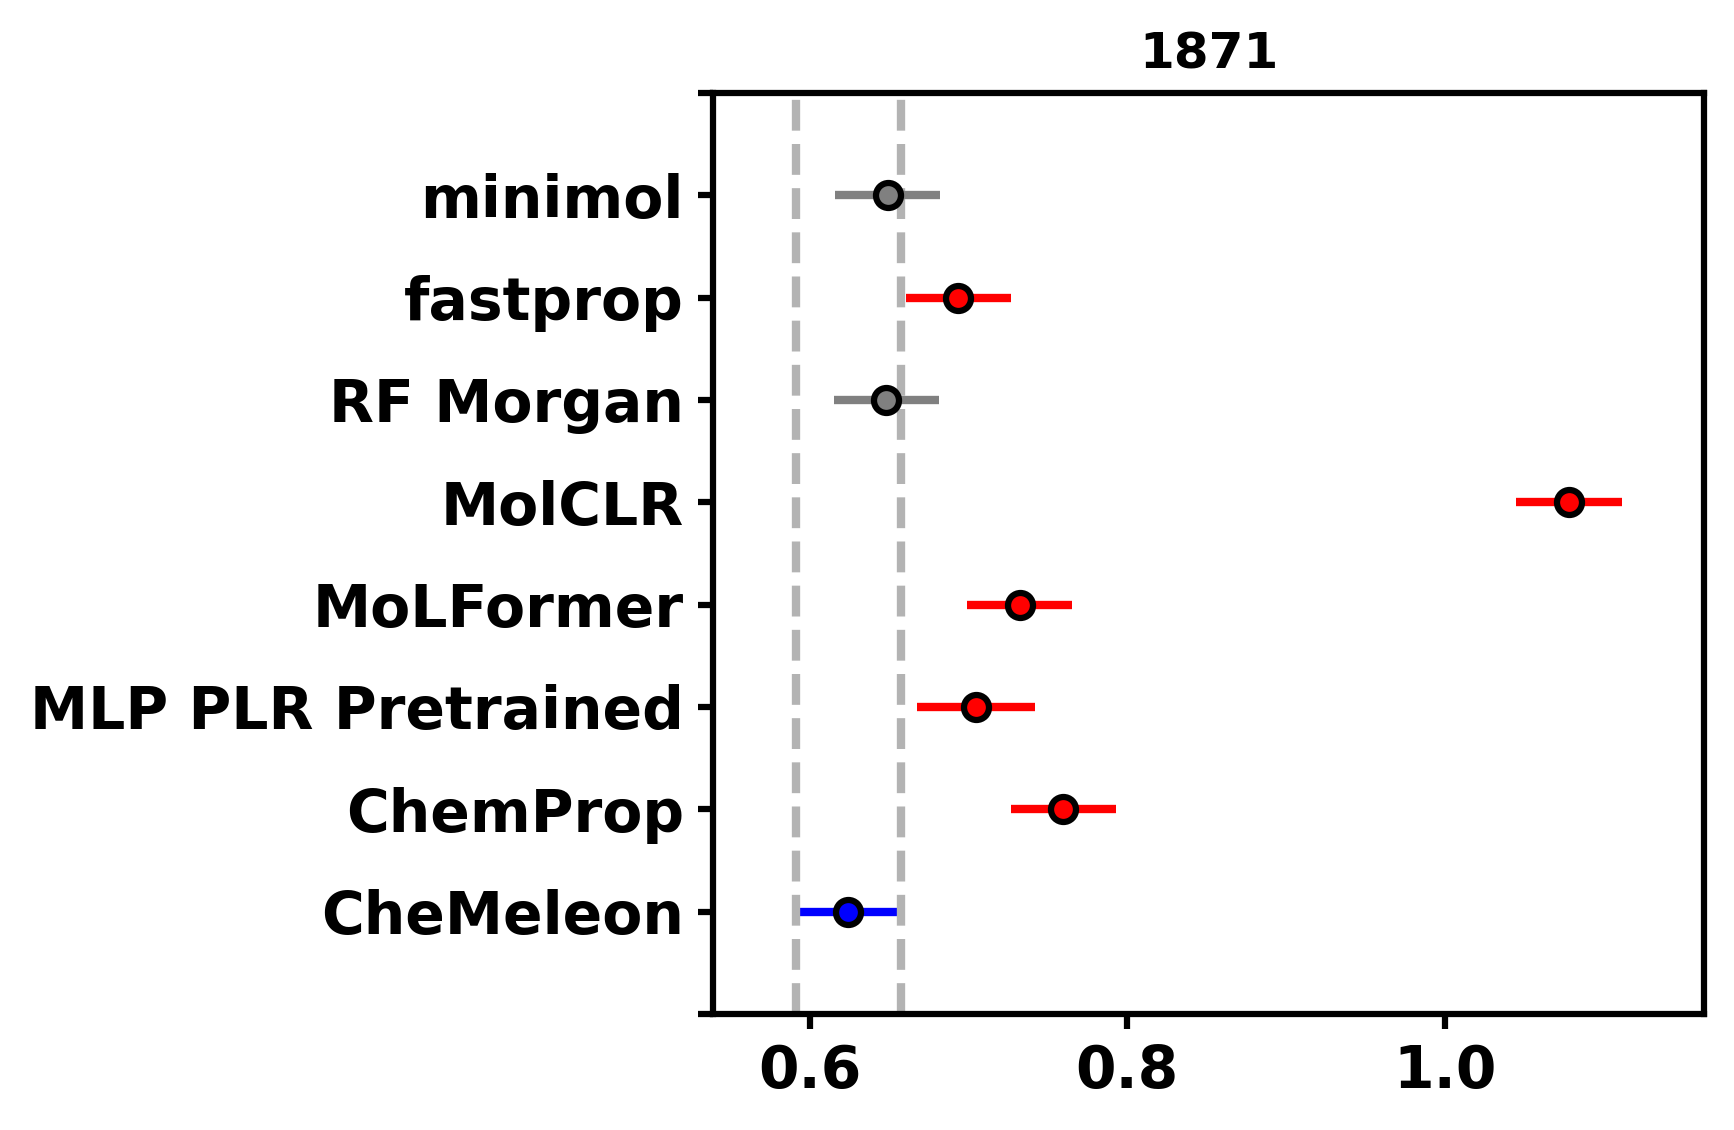 1871
minimol
fastprop
RF Morgan
MolCLR
MoLFormer
MLP PLR Pretrained
ChemProp
CheMeleon
0.6 0.8 1.0